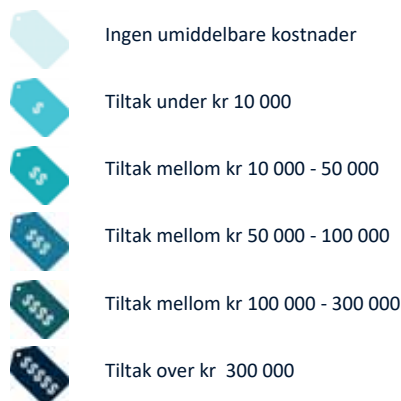 Ingen umiddelbare kostnader
$
Tiltak under kr 10 000
$$
Tiltak mellom kr 10 000 - 50 000
$$$
Tiltak mellom kr 50 000 - 100 000
$$$$
Tiltak mellom kr 100 000 - 300 000
$$$$$
Tiltak over kr  300 000